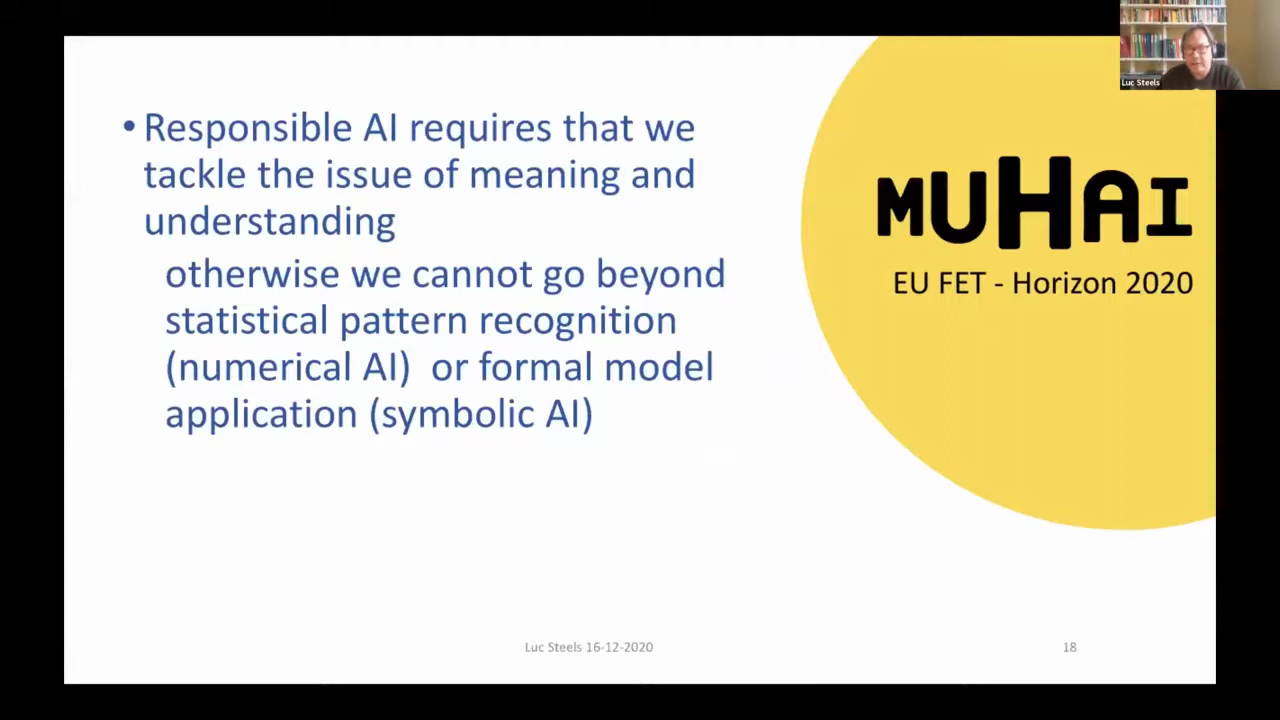 Luc Steels
• Responsible AI requires that we
tackle the issue of meaning and
understanding
otherwise we cannot go beyond
statistical pattern recognition
(numerical AI) or formal model
application (symbolic AI)
MUHAI
EU FET - Horizon 2020
Luc Steels 16-12-2020
18